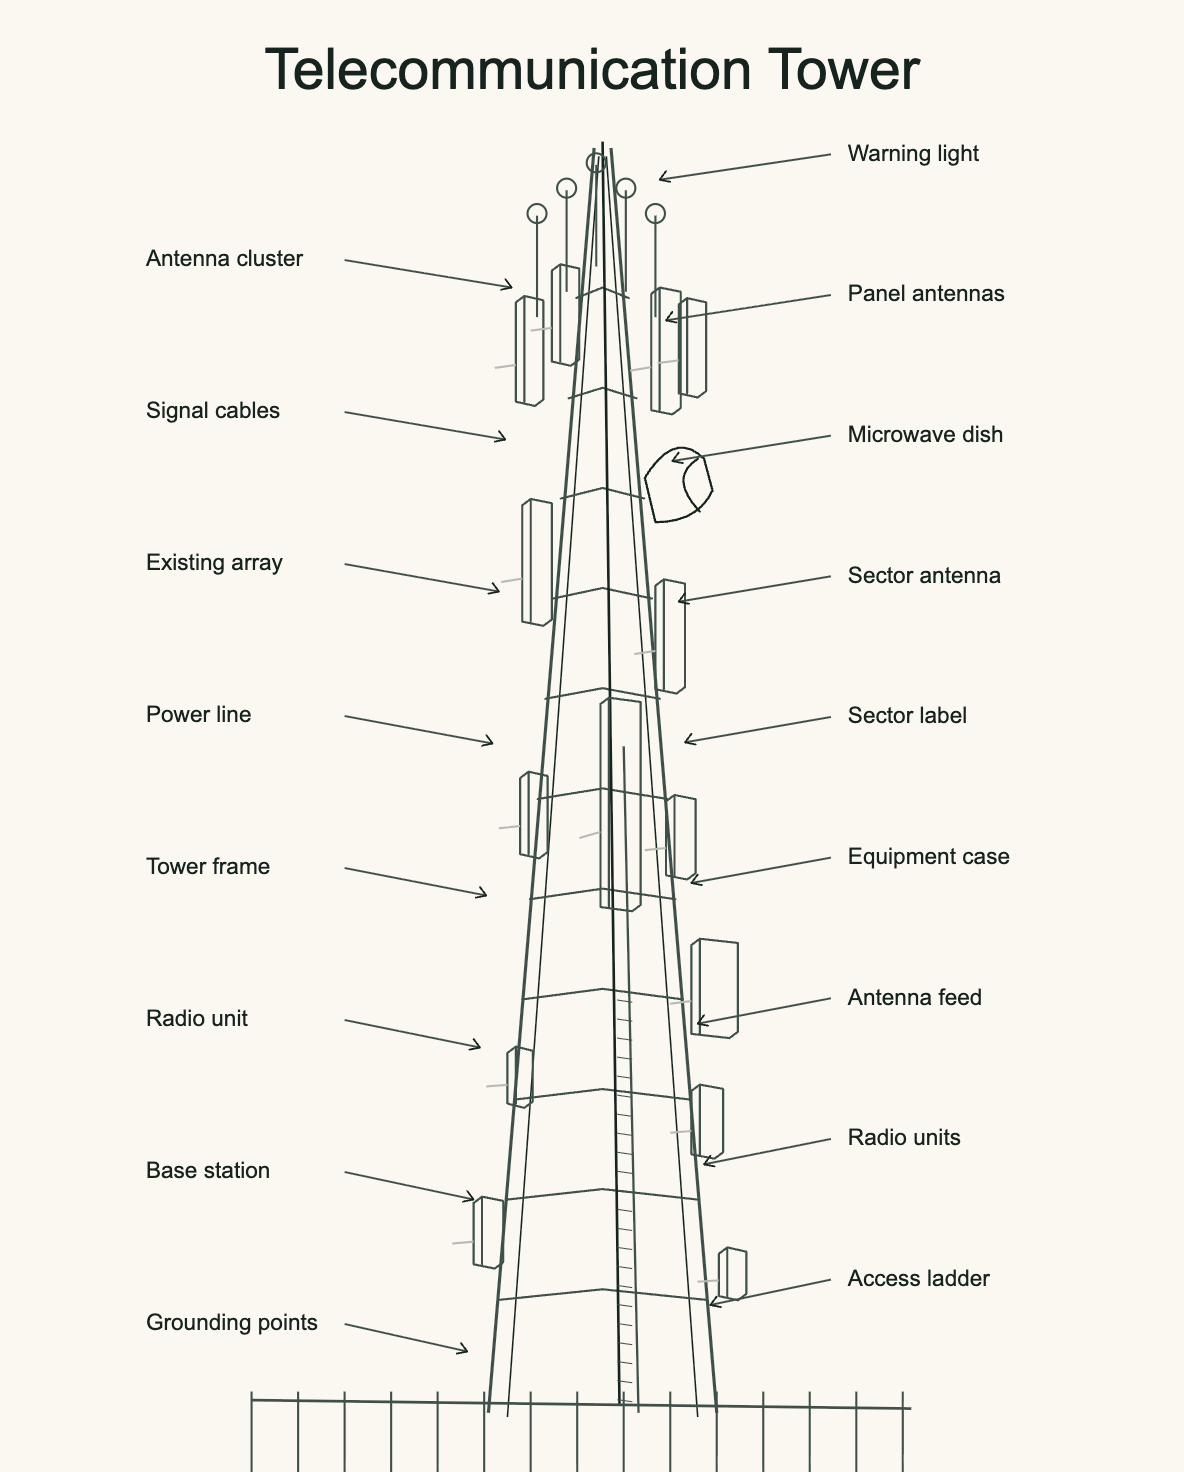 Telecommunication Tower
Warning light
Antenna cluster
Panel antennas
Signal cables
Microwave dish
Existing array
Sector antenna
Power line
Sector label
Tower frame
Equipment case
Radio unit
Antenna feed
Base station
Radio units
Grounding points
Access ladder